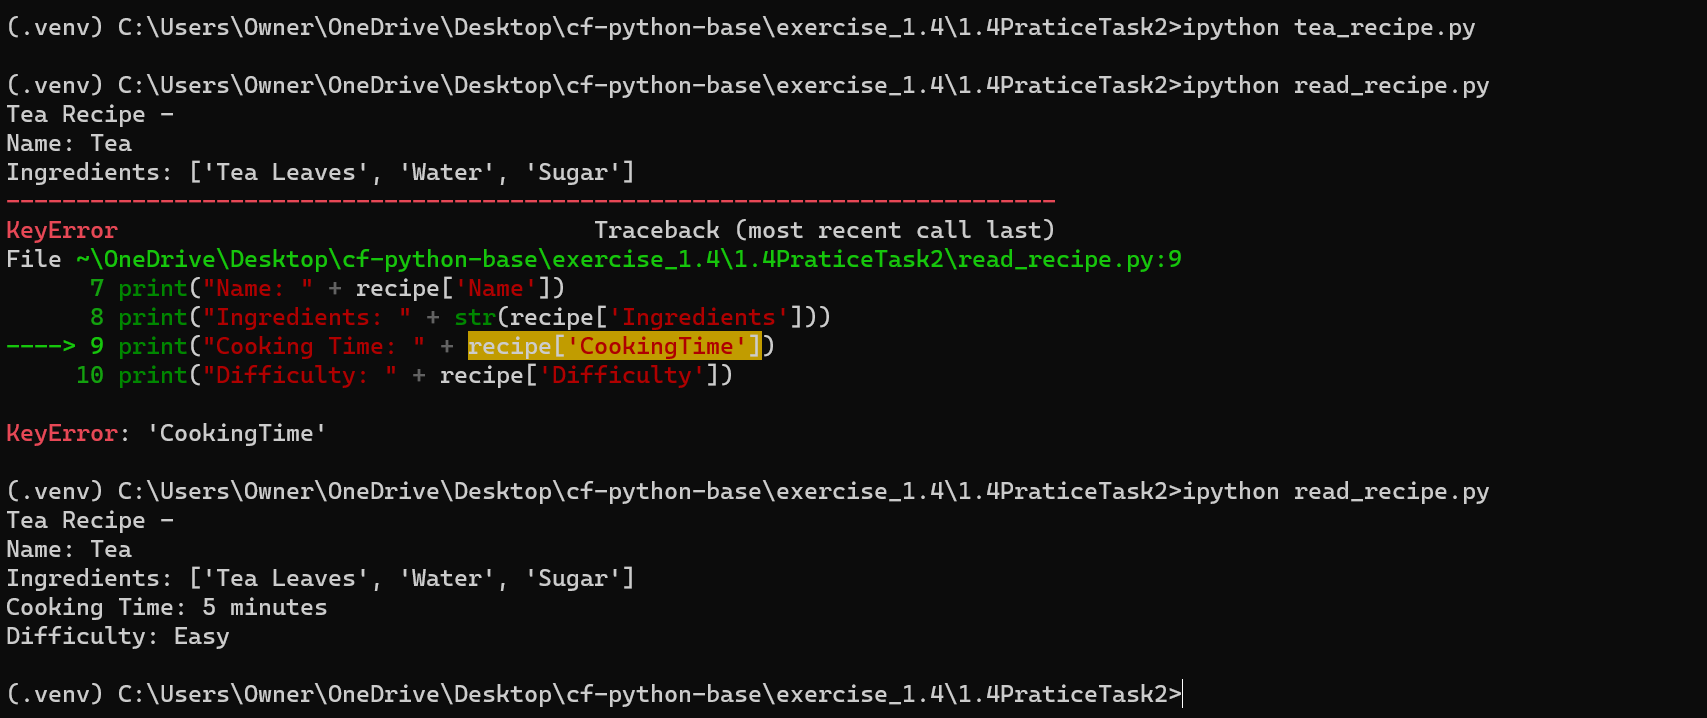 (.venv) C:\Users\Owner\OneDrive\Desktop\cf-python-base\exercise_1.4\1.4PraticeTask2>ipython tea_recipe.py
(.venv) C:\Users\Owner\OneDrive\Desktop\cf-python-base\exercise_1.4\1.4PraticeTask2>ipython read_recipe.py
Tea Recipe -
Name: Tea
Ingredients: ['Tea Leaves', 'Water', 'Sugar']
---------------------------------------------------------------------------
KeyError                                  Traceback (most recent call last)
File ~\OneDrive\Desktop\cf-python-base\exercise_1.4\1.4PraticeTask2\read_recipe.py:9
      7 print("Name: " + recipe['Name'])
      8 print("Ingredients: " + str(recipe['Ingredients']))
----> 9 print("Cooking Time: " + recipe['CookingTime'])
     10 print("Difficulty: " + recipe['Difficulty'])
KeyError: 'CookingTime'
(.venv) C:\Users\Owner\OneDrive\Desktop\cf-python-base\exercise_1.4\1.4PraticeTask2>ipython read_recipe.py
Tea Recipe -
Name: Tea
Ingredients: ['Tea Leaves', 'Water', 'Sugar']
Cooking Time: 5 minutes
Difficulty: Easy
(.venv) C:\Users\Owner\OneDrive\Desktop\cf-python-base\exercise_1.4\1.4PraticeTask2>